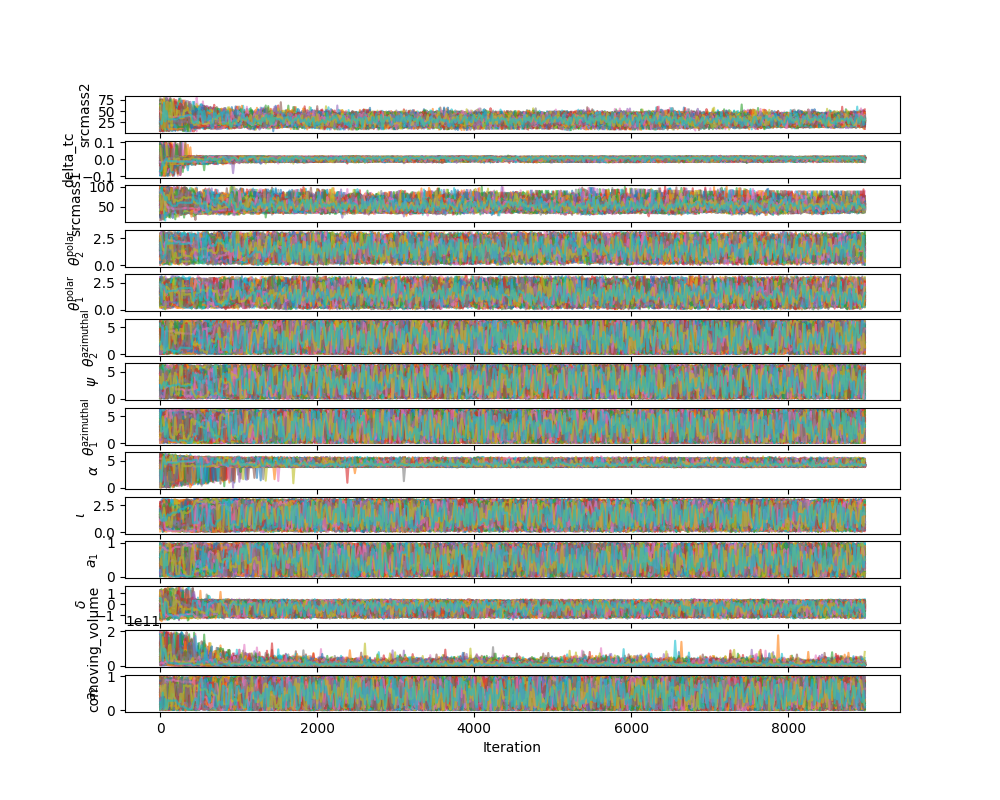 srcmass2
75
50
25
delta_tc
0.1
0.0
−0.1
srcmass1
100
50
θ₂^polar
2.5
0.0
θ₁^polar
2.5
0.0
θ₂^azimuthal
5
0
ψ
5
0
θ₁^azimuthal
5
0
α
5
0
ι
2.5
0.0
a₁
1
0
δ
1
0
−1
1e11
comoving_volume
2
0
1
0
0
2000
4000
6000
8000
Iteration